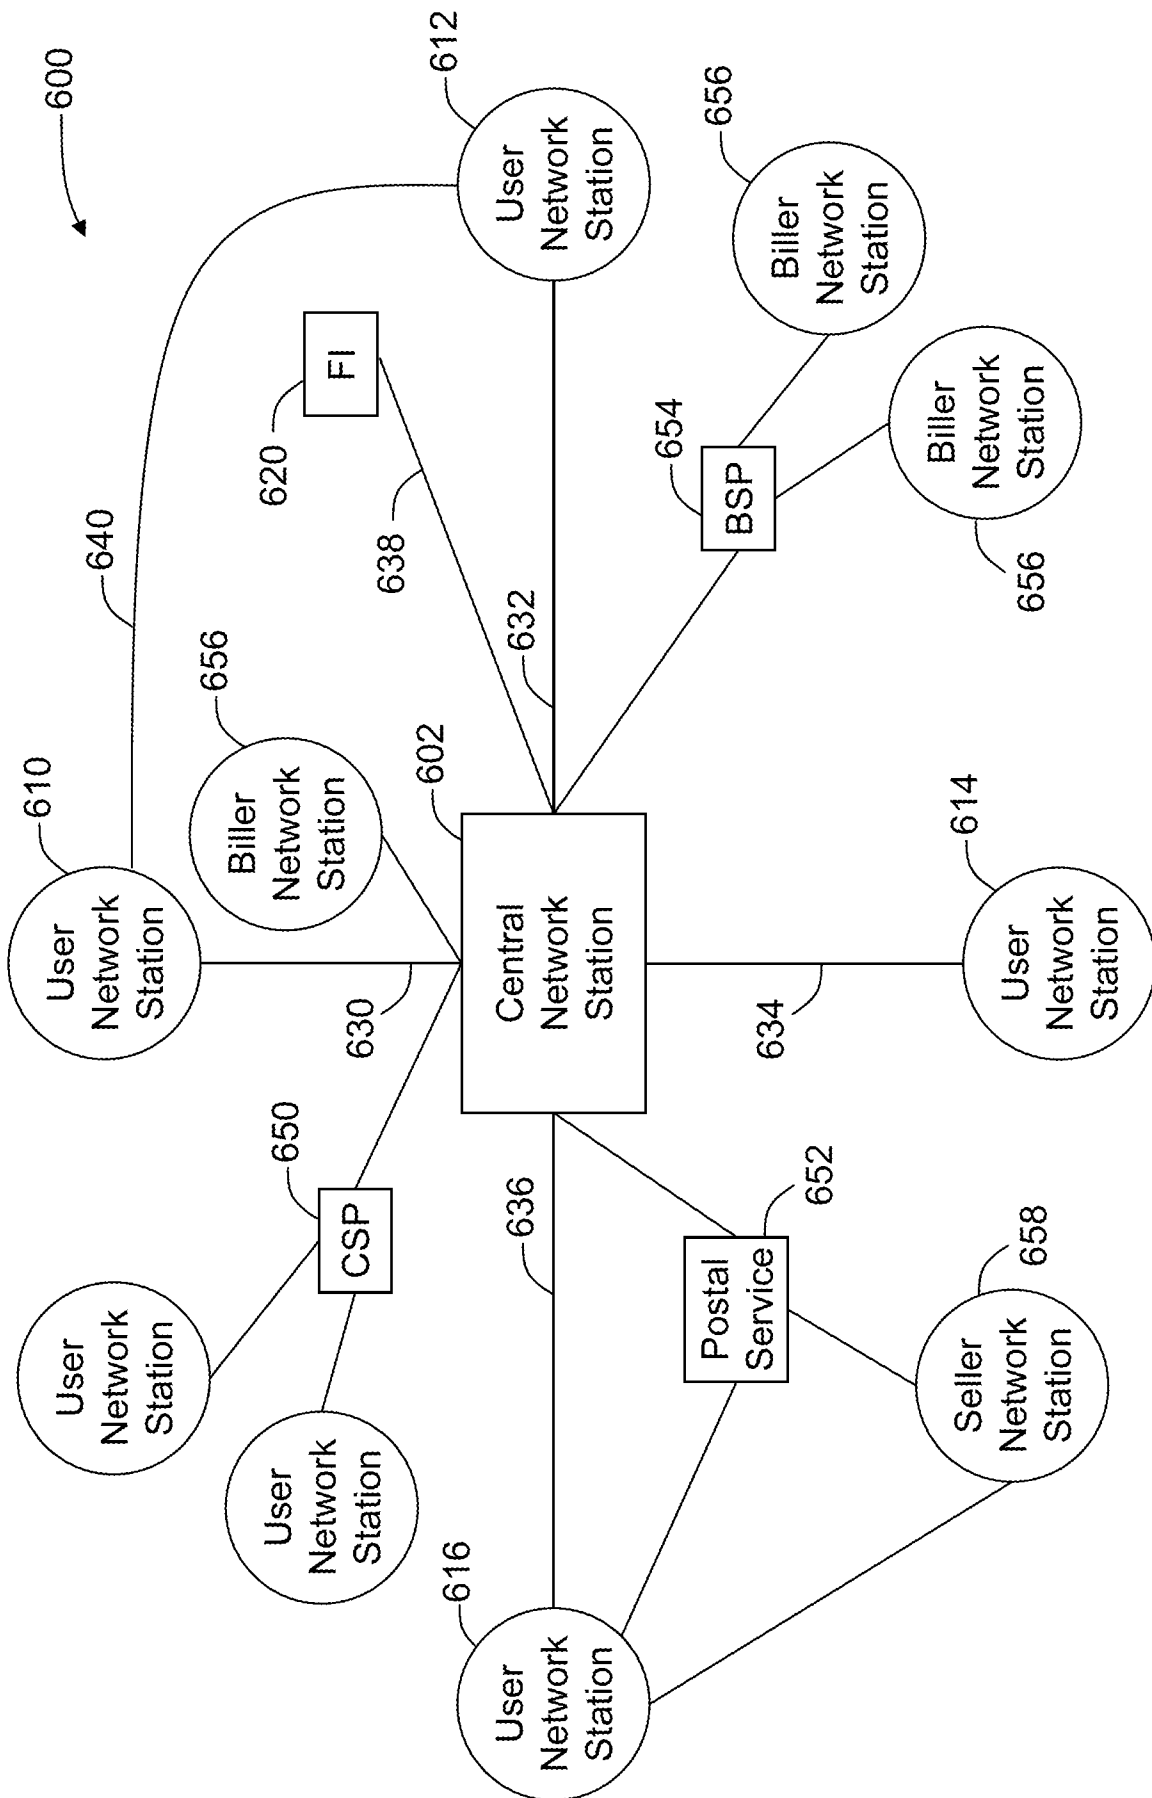 600
610
User
Network
Station
640
User
Network
Station
650
CSP
656
Biller
Network
Station
620
FI
User
Network
Station
630
638
612
616
602
User
Network
Station
636
Central
Network
Station
632
User
Network
Station
654
656
Postal
Service
652
634
BSP
Biller
Network
Station
658
Seller
Network
Station
614
User
Network
Station
656
Biller
Network
Station